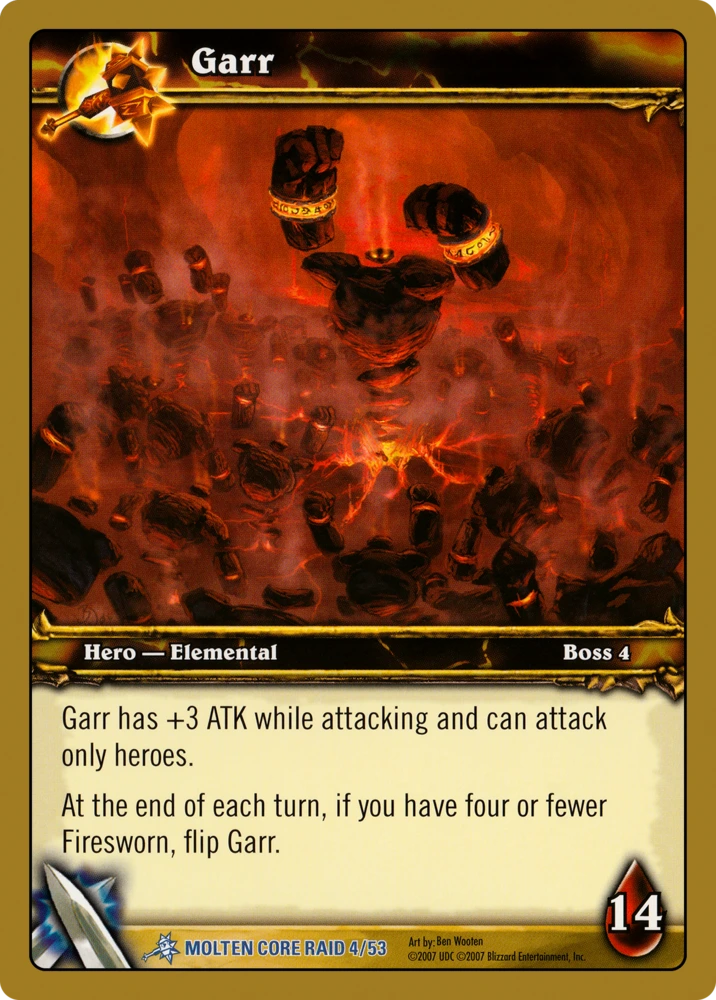 Garr
Hero — Elemental Boss 4
Garr has +3 ATK while attacking and can attack
only heroes.
At the end of each turn, if you have four or fewer
Firesworn, flip Garr.
14
MOLTEN CORE RAID 4/53
Art by: Ben Wooten
©2007 UDC ©2007 Blizzard Entertainment, Inc.